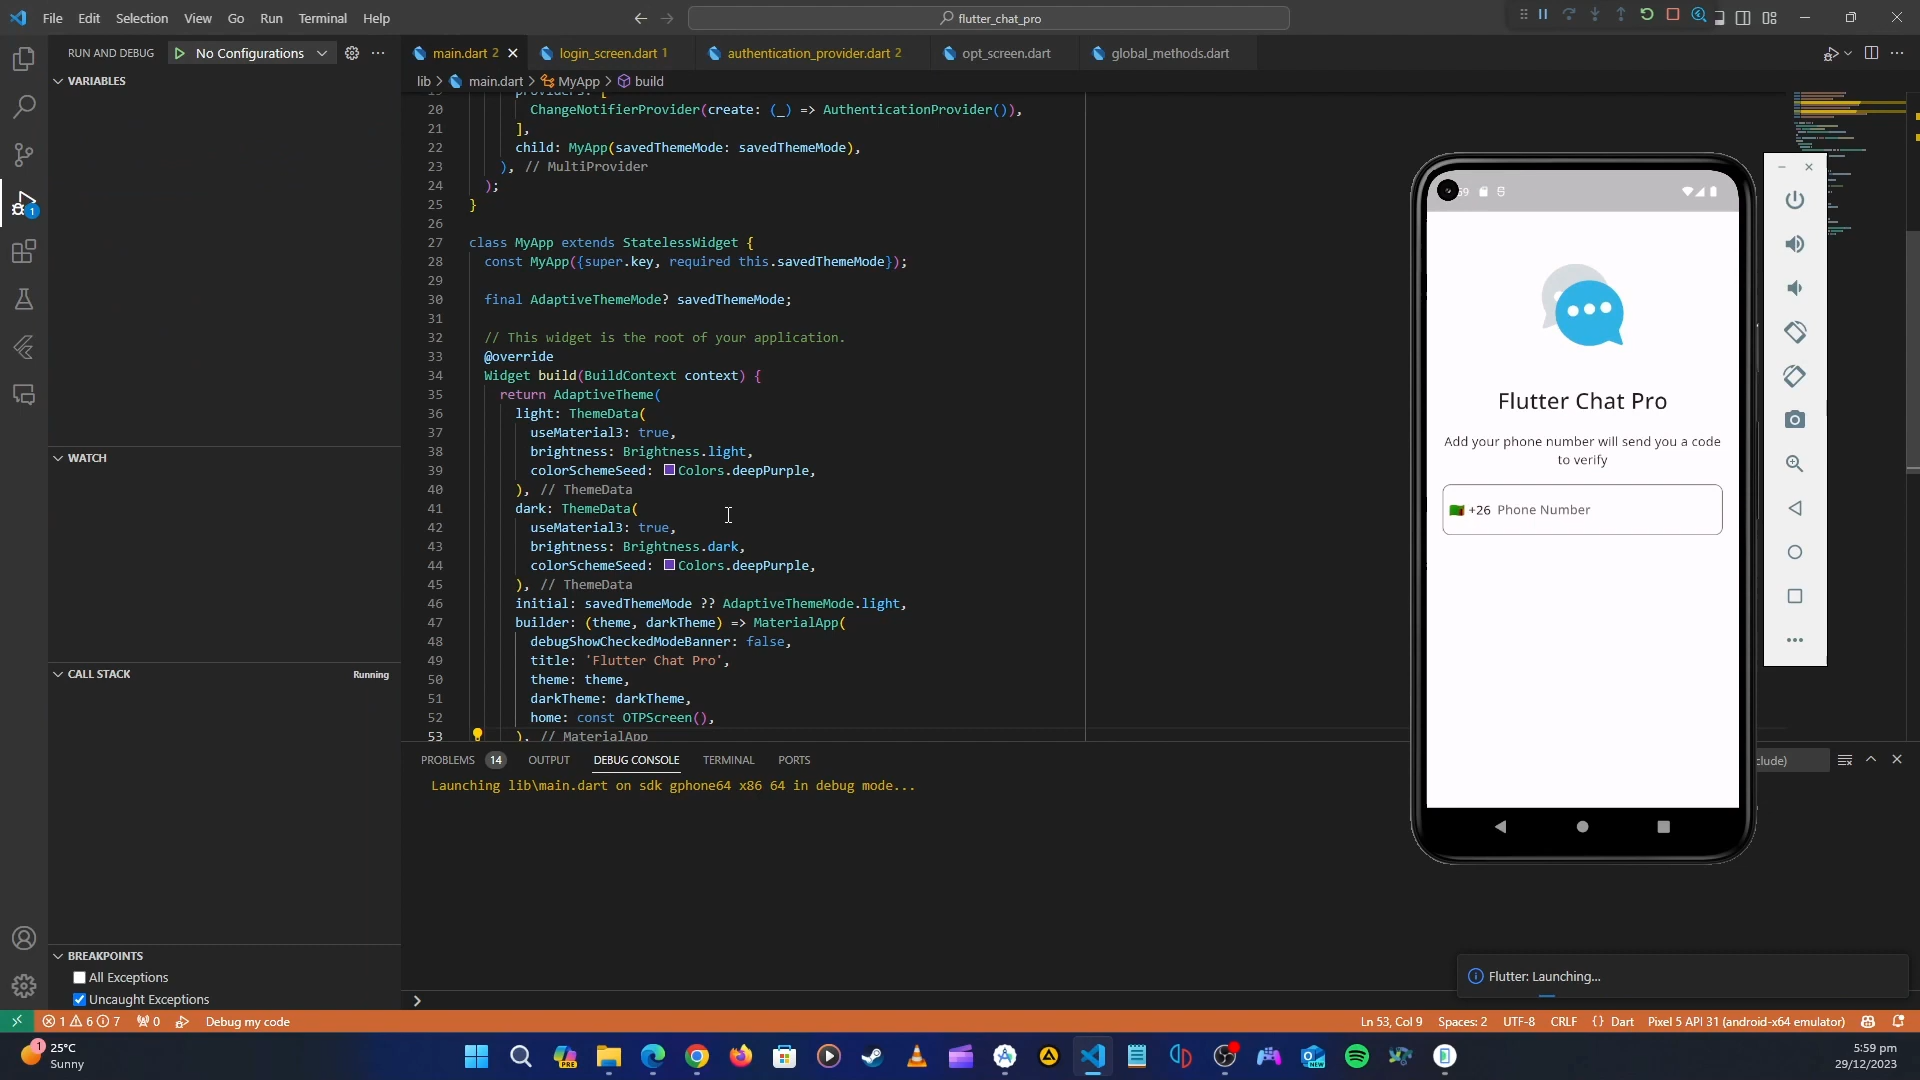 File Edit Selection View Go Run Terminal Help
flutter_chat_pro
RUN AND DEBUG No Configurations
main.dart 2
login_screen.dart 1
authentication_provider.dart 2
opt_screen.dart
global_methods.dart
lib > main.dart > MyApp > build
VARIABLES
WATCH
CALL STACK Running
BREAKPOINTS
All Exceptions
Uncaught Exceptions
19 providers: [
20 ChangeNotifierProvider(create: (_) => AuthenticationProvider()),
21 ],
22 child: MyApp(savedThemeMode: savedThemeMode),
23 ), // MultiProvider
24 );
25 }
26
27 class MyApp extends StatelessWidget {
28 const MyApp({super.key, required this.savedThemeMode});
29
30 final AdaptiveThemeMode? savedThemeMode;
31
32 // This widget is the root of your application.
33 @override
34 Widget build(BuildContext context) {
35 return AdaptiveTheme(
36 light: ThemeData(
37 useMaterial3: true,
38 brightness: Brightness.light,
39 colorSchemeSeed: Colors.deepPurple,
40 ), // ThemeData
41 dark: ThemeData(
42 useMaterial3: true,
43 brightness: Brightness.dark,
44 colorSchemeSeed: Colors.deepPurple,
45 ), // ThemeData
46 initial: savedThemeMode ?? AdaptiveThemeMode.light,
47 builder: (theme, darkTheme) => MaterialApp(
48 debugShowCheckedModeBanner: false,
49 title: 'Flutter Chat Pro',
50 theme: theme,
51 darkTheme: darkTheme,
52 home: const OTPScreen(),
53 ), // MaterialApp
PROBLEMS 14 OUTPUT DEBUG CONSOLE TERMINAL PORTS
clude)
Launching lib\main.dart on sdk gphone64 x86 64 in debug mode...
59
Flutter Chat Pro
Add your phone number will send you a code
to verify
+26 Phone Number
Flutter: Launching...
1 6 7 0 Debug my code
Ln 53, Col 9 Spaces: 2 UTF-8 CRLF {} Dart Pixel 5 API 31 (android-x64 emulator)
1
25°C
Sunny
PRE
NEW
5:59 pm
29/12/2023